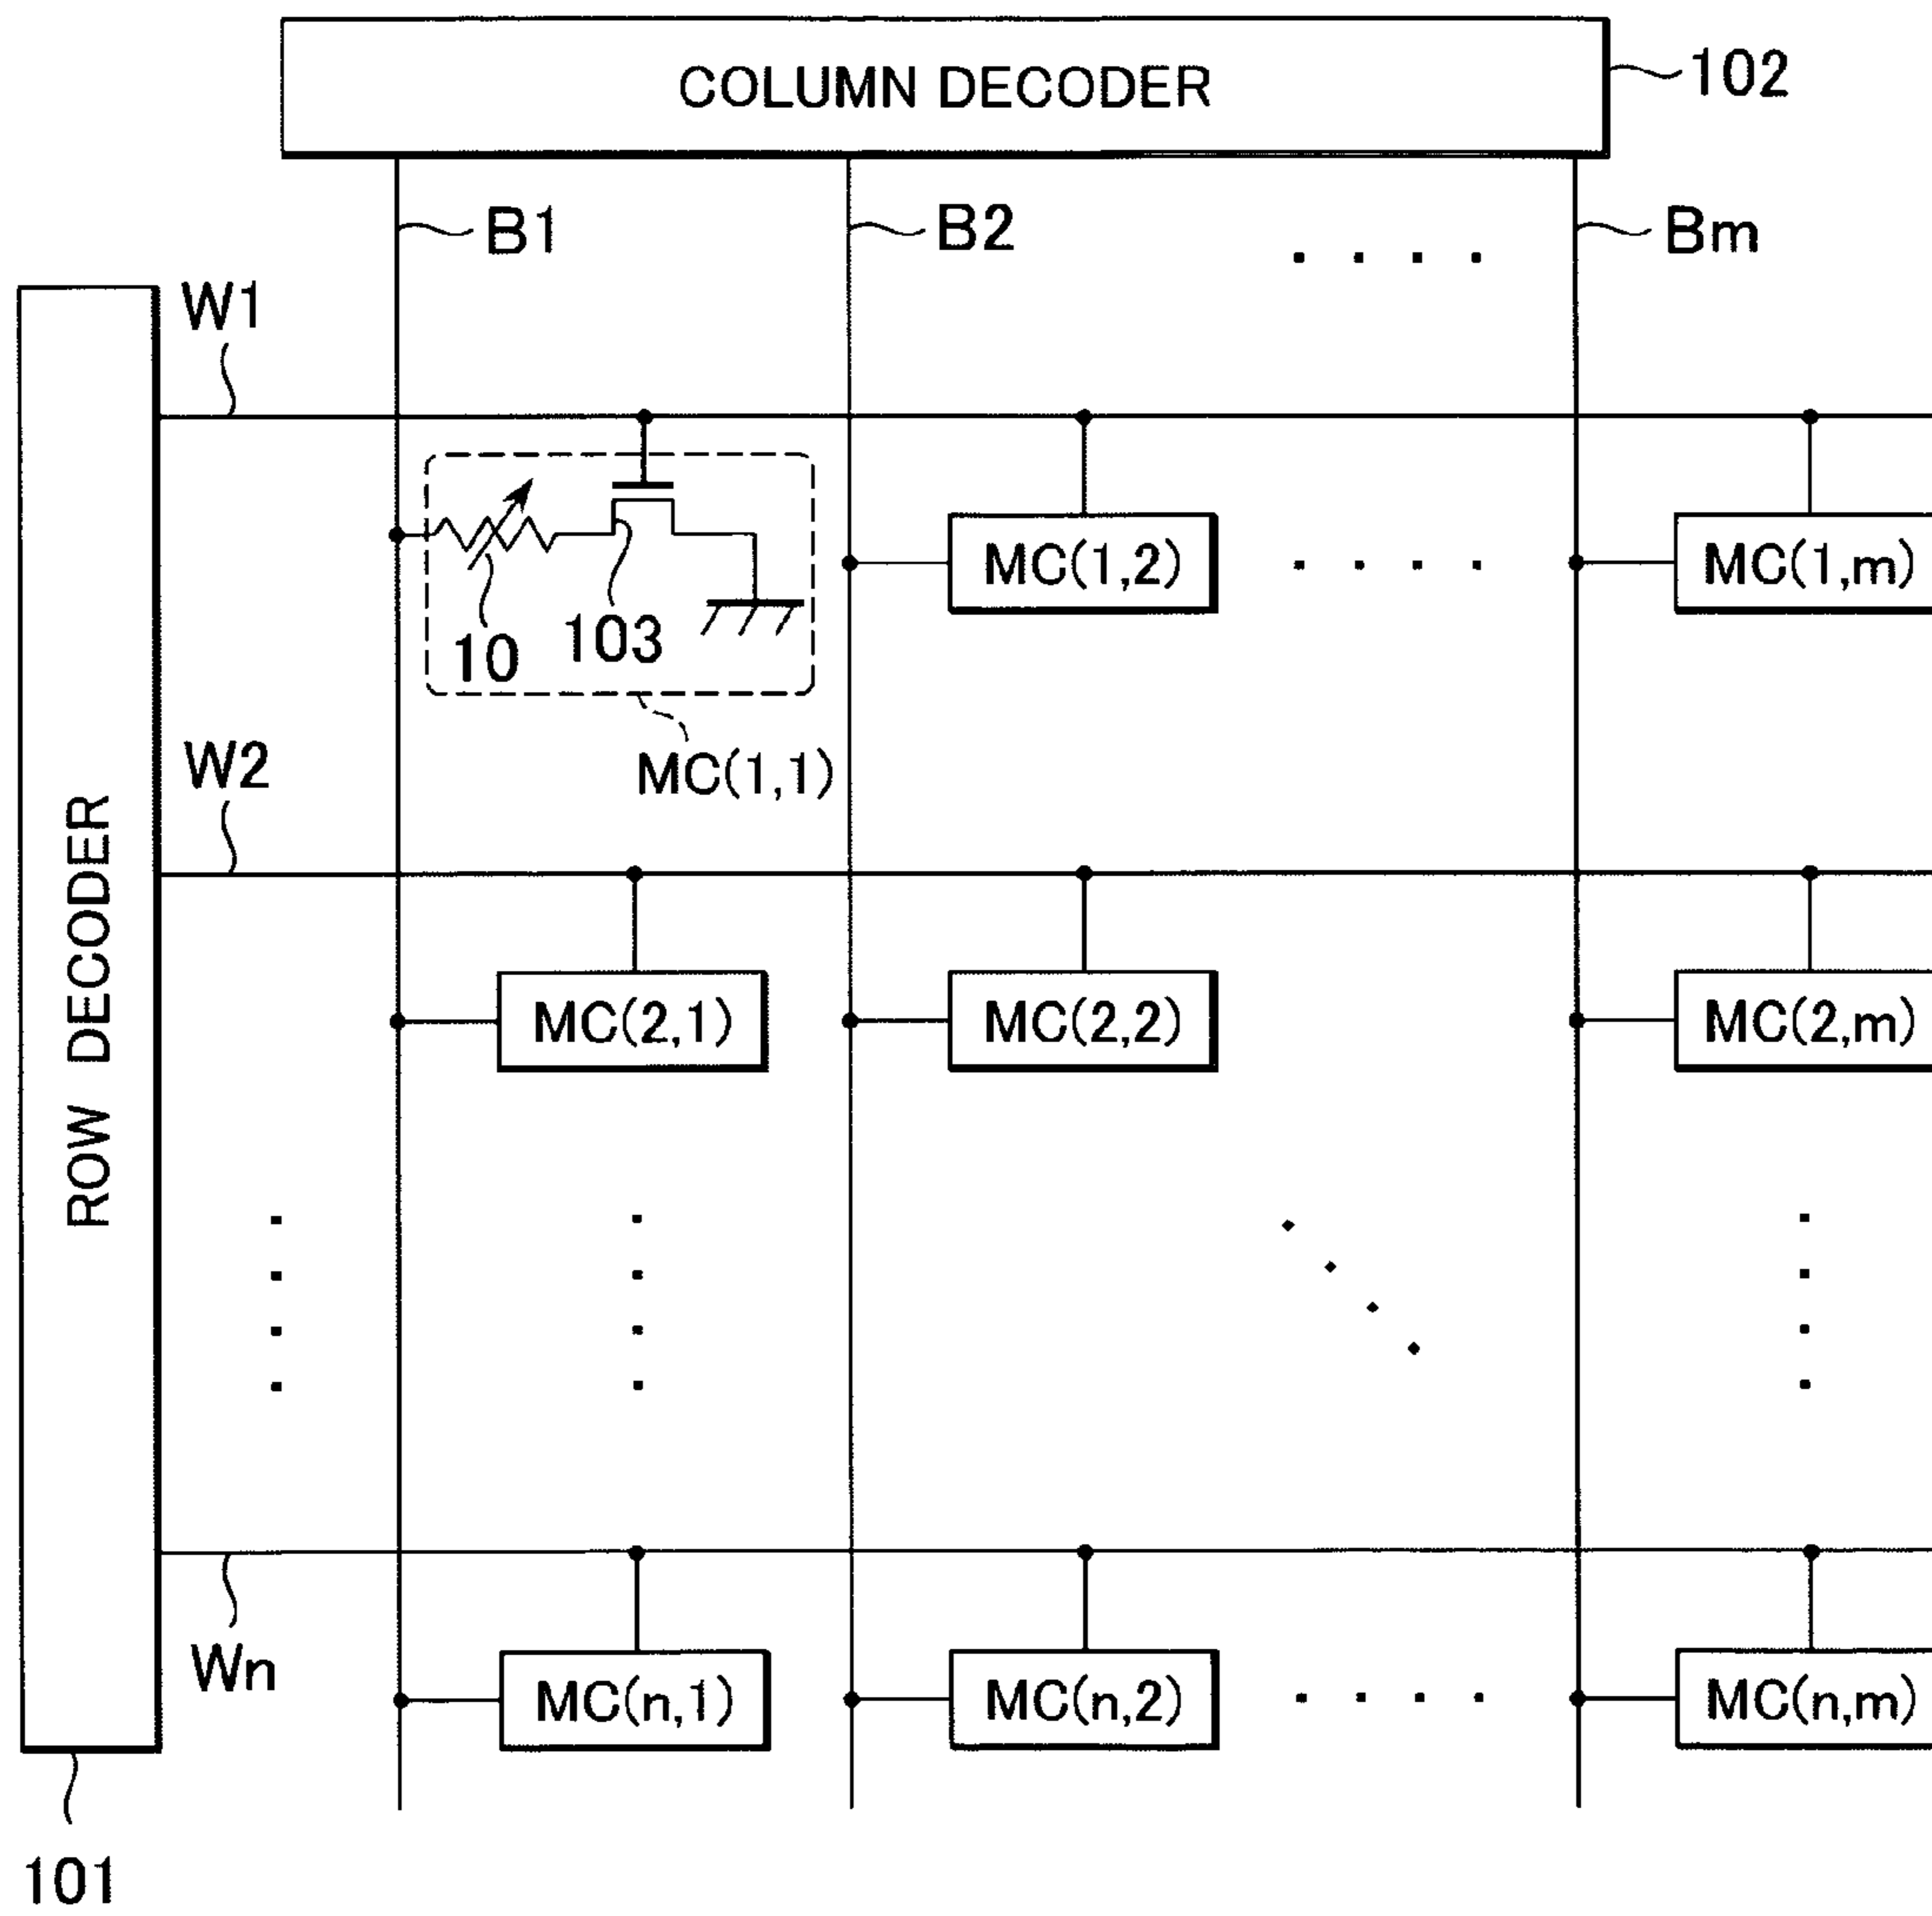 COLUMN DECODER
102
B1
B2
Bm
W1
MC(1,2)
MC(1,m)
10
103
MC(1,1)
W2
ROW DECODER
MC(2,1)
MC(2,2)
MC(2,m)
Wn
MC(n,1)
MC(n,2)
MC(n,m)
101